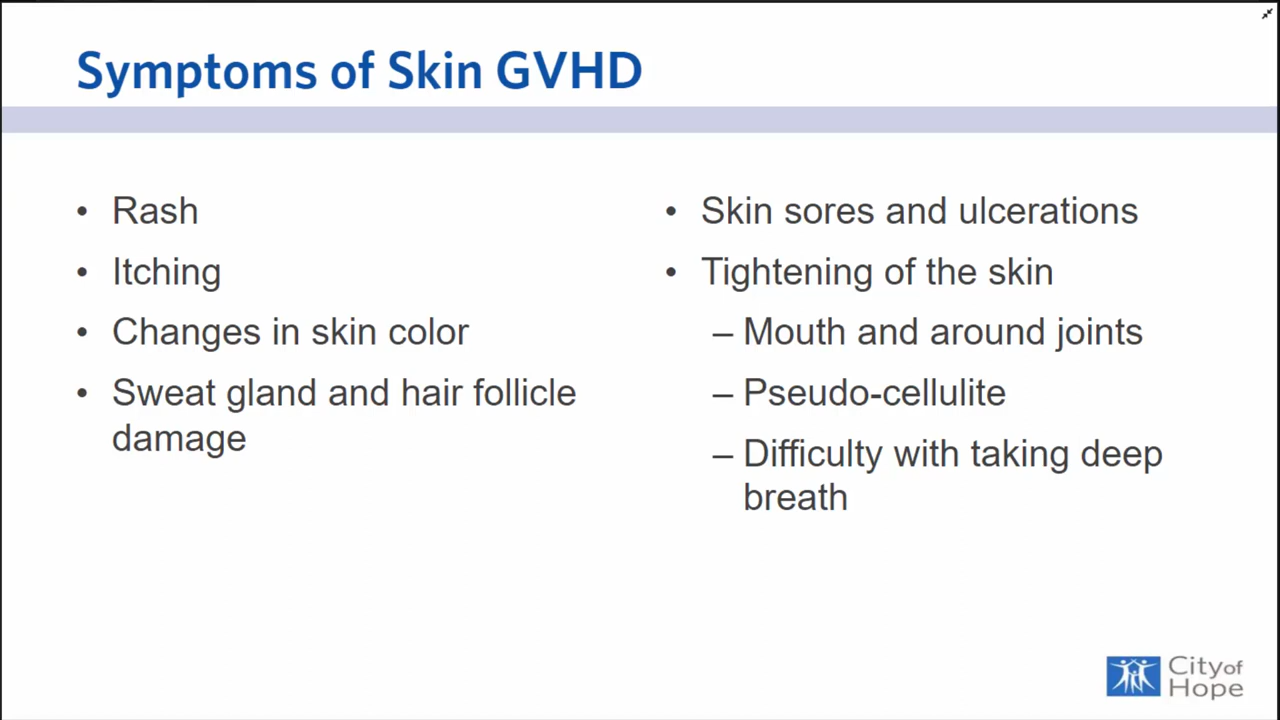 Symptoms of Skin GVHD
• Rash
• Itching
• Changes in skin color
• Sweat gland and hair follicle
damage
• Skin sores and ulcerations
• Tightening of the skin
– Mouth and around joints
– Pseudo-cellulite
– Difficulty with taking deep
breath
City of
Hope